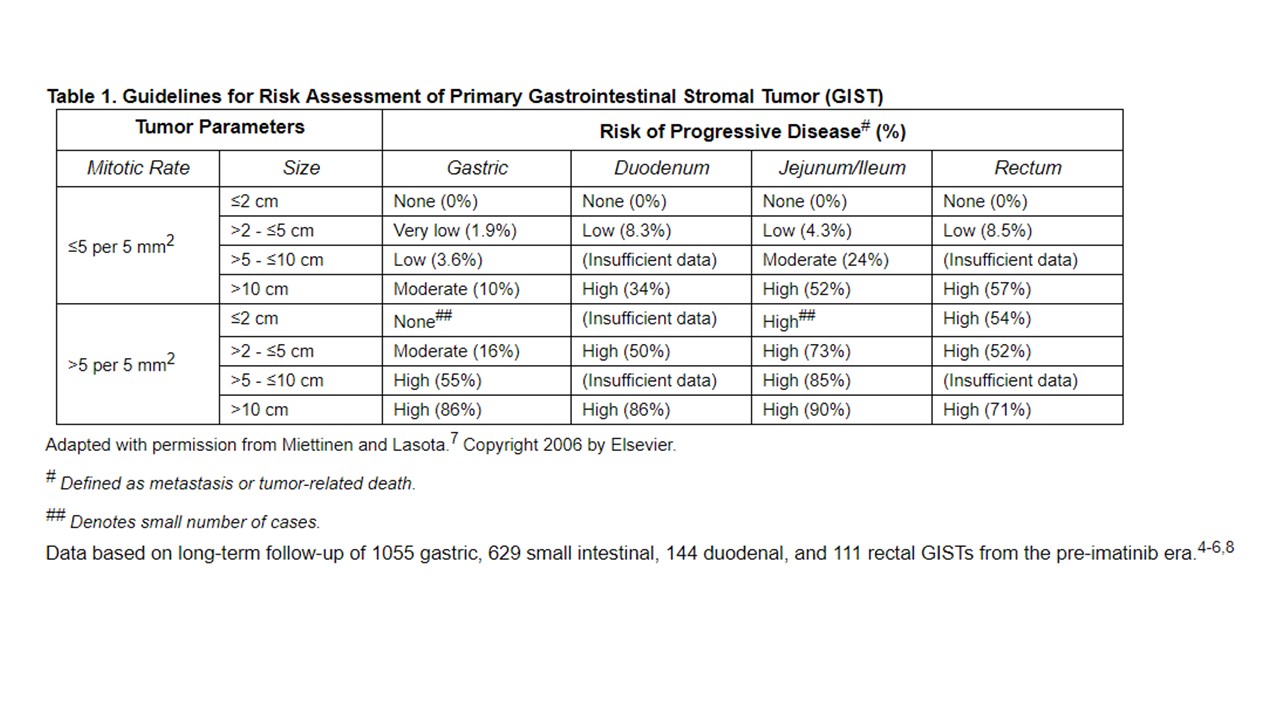 Table 1. Guidelines for Risk Assessment of Primary Gastrointestinal Stromal Tumor (GIST)
Tumor Parameters Risk of Progressive Disease# (%)
Mitotic Rate Size Gastric Duodenum Jejunum/Ileum Rectum
≤5 per 5 mm2
≤2 cm None (0%) None (0%) None (0%) None (0%)
>2 - ≤5 cm Very low (1.9%) Low (8.3%) Low (4.3%) Low (8.5%)
>5 - ≤10 cm Low (3.6%) (Insufficient data) Moderate (24%) (Insufficient data)
>10 cm Moderate (10%) High (34%) High (52%) High (57%)
>5 per 5 mm2
≤2 cm None## (Insufficient data) High## High (54%)
>2 - ≤5 cm Moderate (16%) High (50%) High (73%) High (52%)
>5 - ≤10 cm High (55%) (Insufficient data) High (85%) (Insufficient data)
>10 cm High (86%) High (86%) High (90%) High (71%)
Adapted with permission from Miettinen and Lasota.7 Copyright 2006 by Elsevier.
# Defined as metastasis or tumor-related death.
## Denotes small number of cases.
Data based on long-term follow-up of 1055 gastric, 629 small intestinal, 144 duodenal, and 111 rectal GISTs from the pre-imatinib era.4-6,8